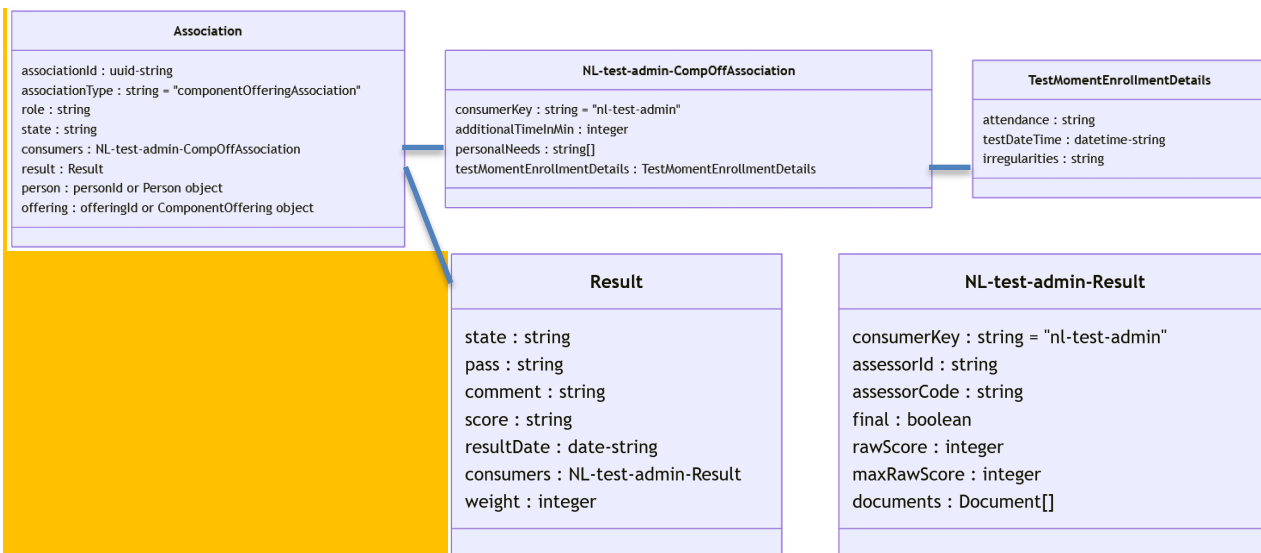 Association
associationId : uuid-string
associationType : string = "componentOfferingAssociation"
role : string
state : string
consumers : NL-test-admin-CompOffAssociation
result : Result
person : personId or Person object
offering : offeringId or ComponentOffering object
NL-test-admin-CompOffAssociation
consumerKey : string = "nl-test-admin"
additionalTimeInMin : integer
personalNeeds : string[]
testMomentEnrollmentDetails : TestMomentEnrollmentDetails
TestMomentEnrollmentDetails
attendance : string
testDateTime : datetime-string
irregularities : string
Result
state : string
pass : string
comment : string
score : string
resultDate : date-string
consumers : NL-test-admin-Result
weight : integer
NL-test-admin-Result
consumerKey : string = "nl-test-admin"
assessorId : string
assessorCode : string
final : boolean
rawScore : integer
maxRawScore : integer
documents : Document[]